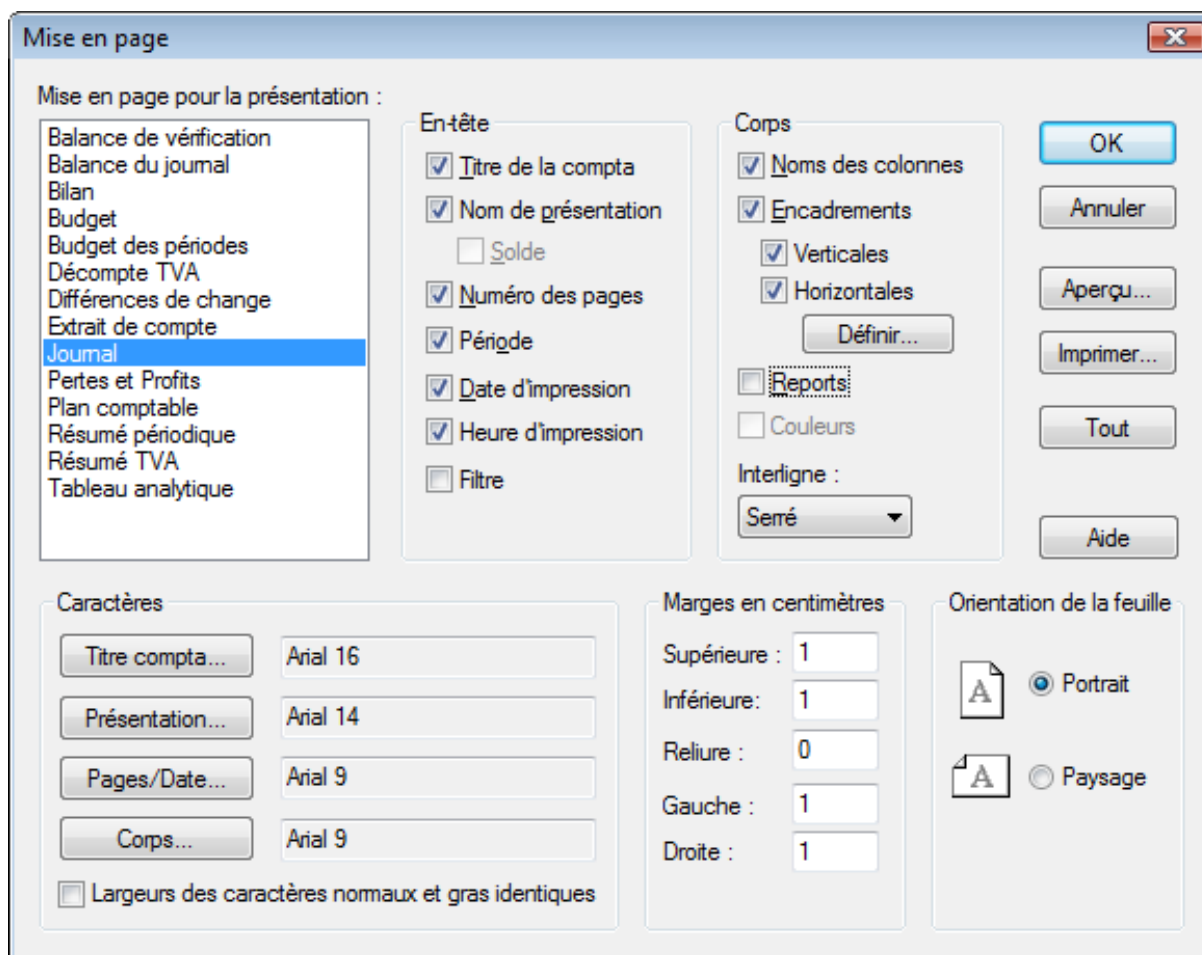 Mise en page
Mise en page pour la présentation :
Balance de vérification
Balance du journal
Bilan
Budget
Budget des périodes
Décompte TVA
Différences de change
Extrait de compte
Journal
Pertes et Profits
Plan comptable
Résumé périodique
Résumé TVA
Tableau analytique
En-tête
Titre de la compta
Nom de présentation
Solde
Numéro des pages
Période
Date d'impression
Heure d'impression
Filtre
Corps
Noms des colonnes
Encadrements
Verticales
Horizontales
Définir...
Reports
Couleurs
Interligne :
Serré
OK
Annuler
Aperçu...
Imprimer...
Tout
Aide
Caractères
Titre compta... Arial 16
Présentation... Arial 14
Pages/Date... Arial 9
Corps... Arial 9
Largeurs des caractères normaux et gras identiques
Marges en centimètres
Supérieure : 1
Inférieure: 1
Reliure : 0
Gauche : 1
Droite : 1
Orientation de la feuille
A Portrait
A Paysage